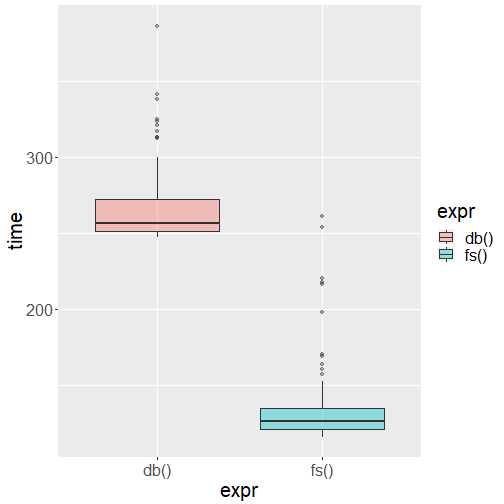 time
300
200
db()
fs()
expr
expr
db()
fs()